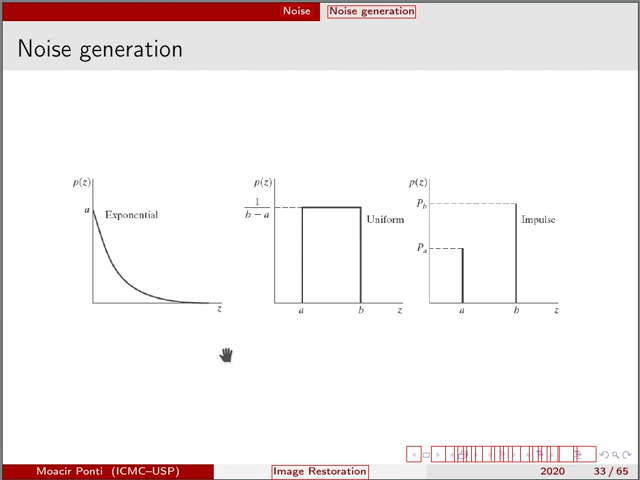 Noise Noise generation
Noise generation
p(z) p(z) p(z)
a Exponential
1
b − a
Uniform
P_b
Impulse
P_a
z a b z a b z
Moacir Ponti (ICMC–USP) Image Restoration 2020 33 / 65